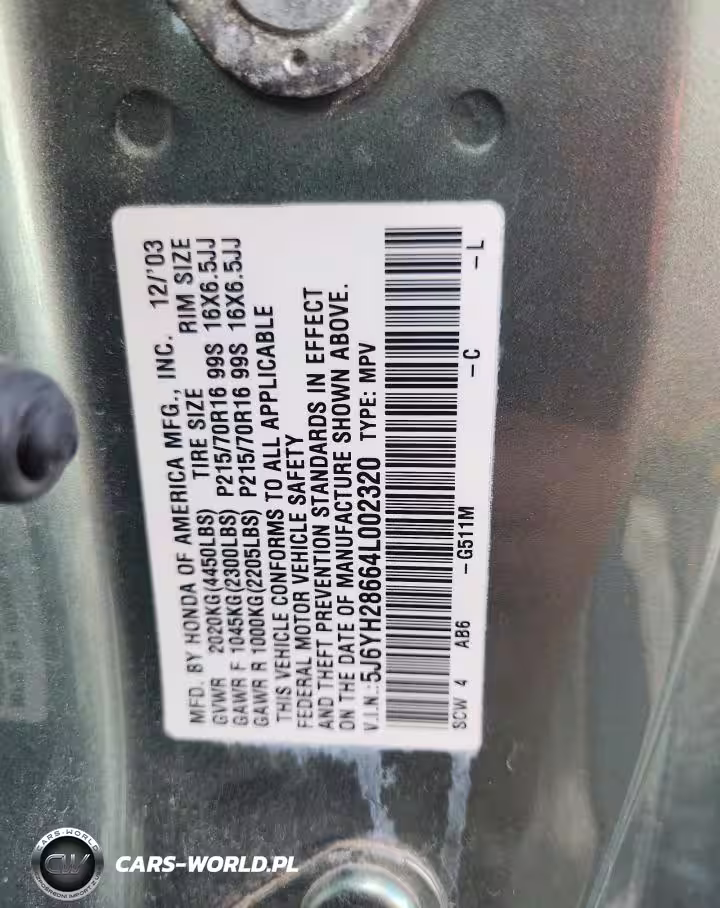 MFD. BY HONDA OF AMERICA MFG., INC. 12/'03
GVWR 2020KG(4450LBS) TIRE SIZE RIM SIZE
GAWR F 1045KG(2300LBS) P215/70R16 99S 16X6.5JJ
GAWR R 1000KG(2205LBS) P215/70R16 99S 16X6.5JJ
THIS VEHICLE CONFORMS TO ALL APPLICABLE
FEDERAL MOTOR VEHICLE SAFETY
AND THEFT PREVENTION STANDARDS IN EFFECT
ON THE DATE OF MANUFACTURE SHOWN ABOVE.
V.I.N.:5J6YH28664L002320 TYPE: MPV
SCW 4 AB6 -G511M -C -L
CARS-WORLD
CW
CARS-WORLD.PL